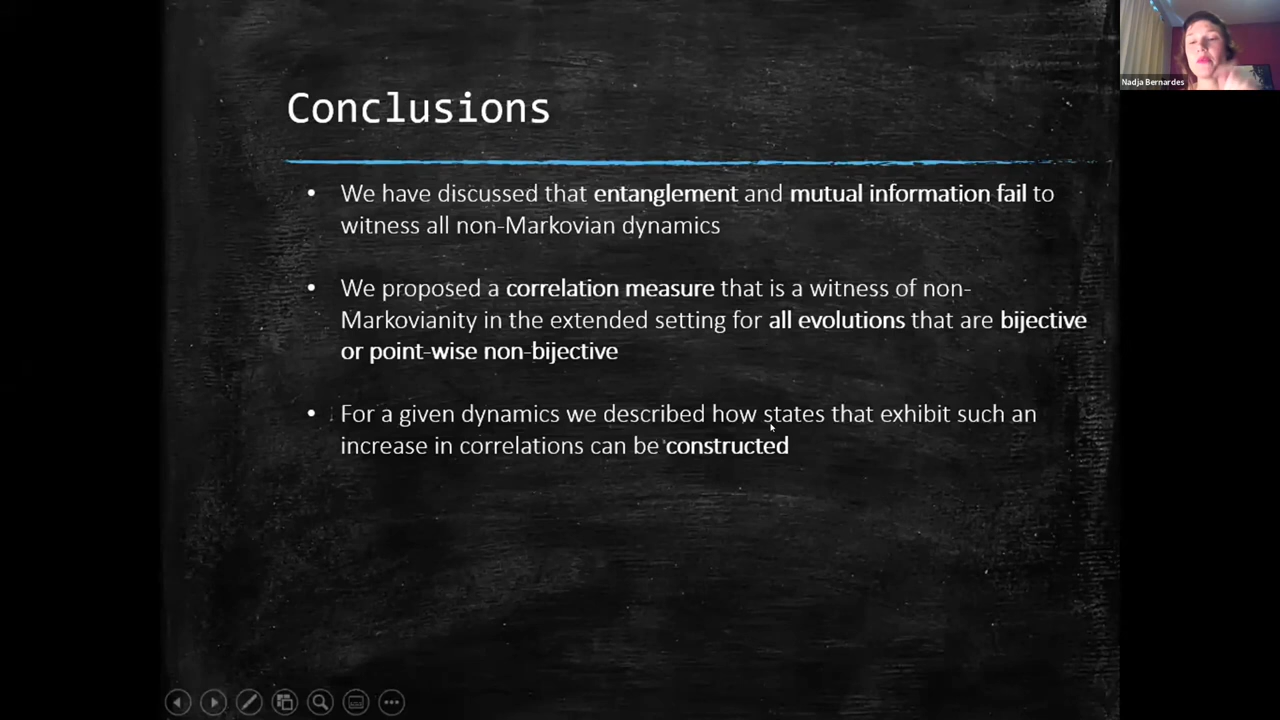 Nadja Bernardes
Conclusions
• We have discussed that entanglement and mutual information fail to
witness all non-Markovian dynamics
• We proposed a correlation measure that is a witness of non-
Markovianity in the extended setting for all evolutions that are bijective
or point-wise non-bijective
• For a given dynamics we described how states that exhibit such an
increase in correlations can be constructed